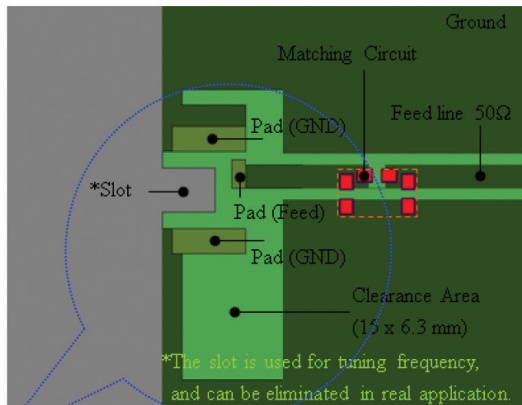 Ground
Matching Circuit
Feed line 50Ω
Pad (GND)
*Slot
Pad (Feed)
Pad (GND)
Clearance Area
(15 x 6.3 mm)
*The slot is used for tuning frequency,
and can be eliminated in real application.